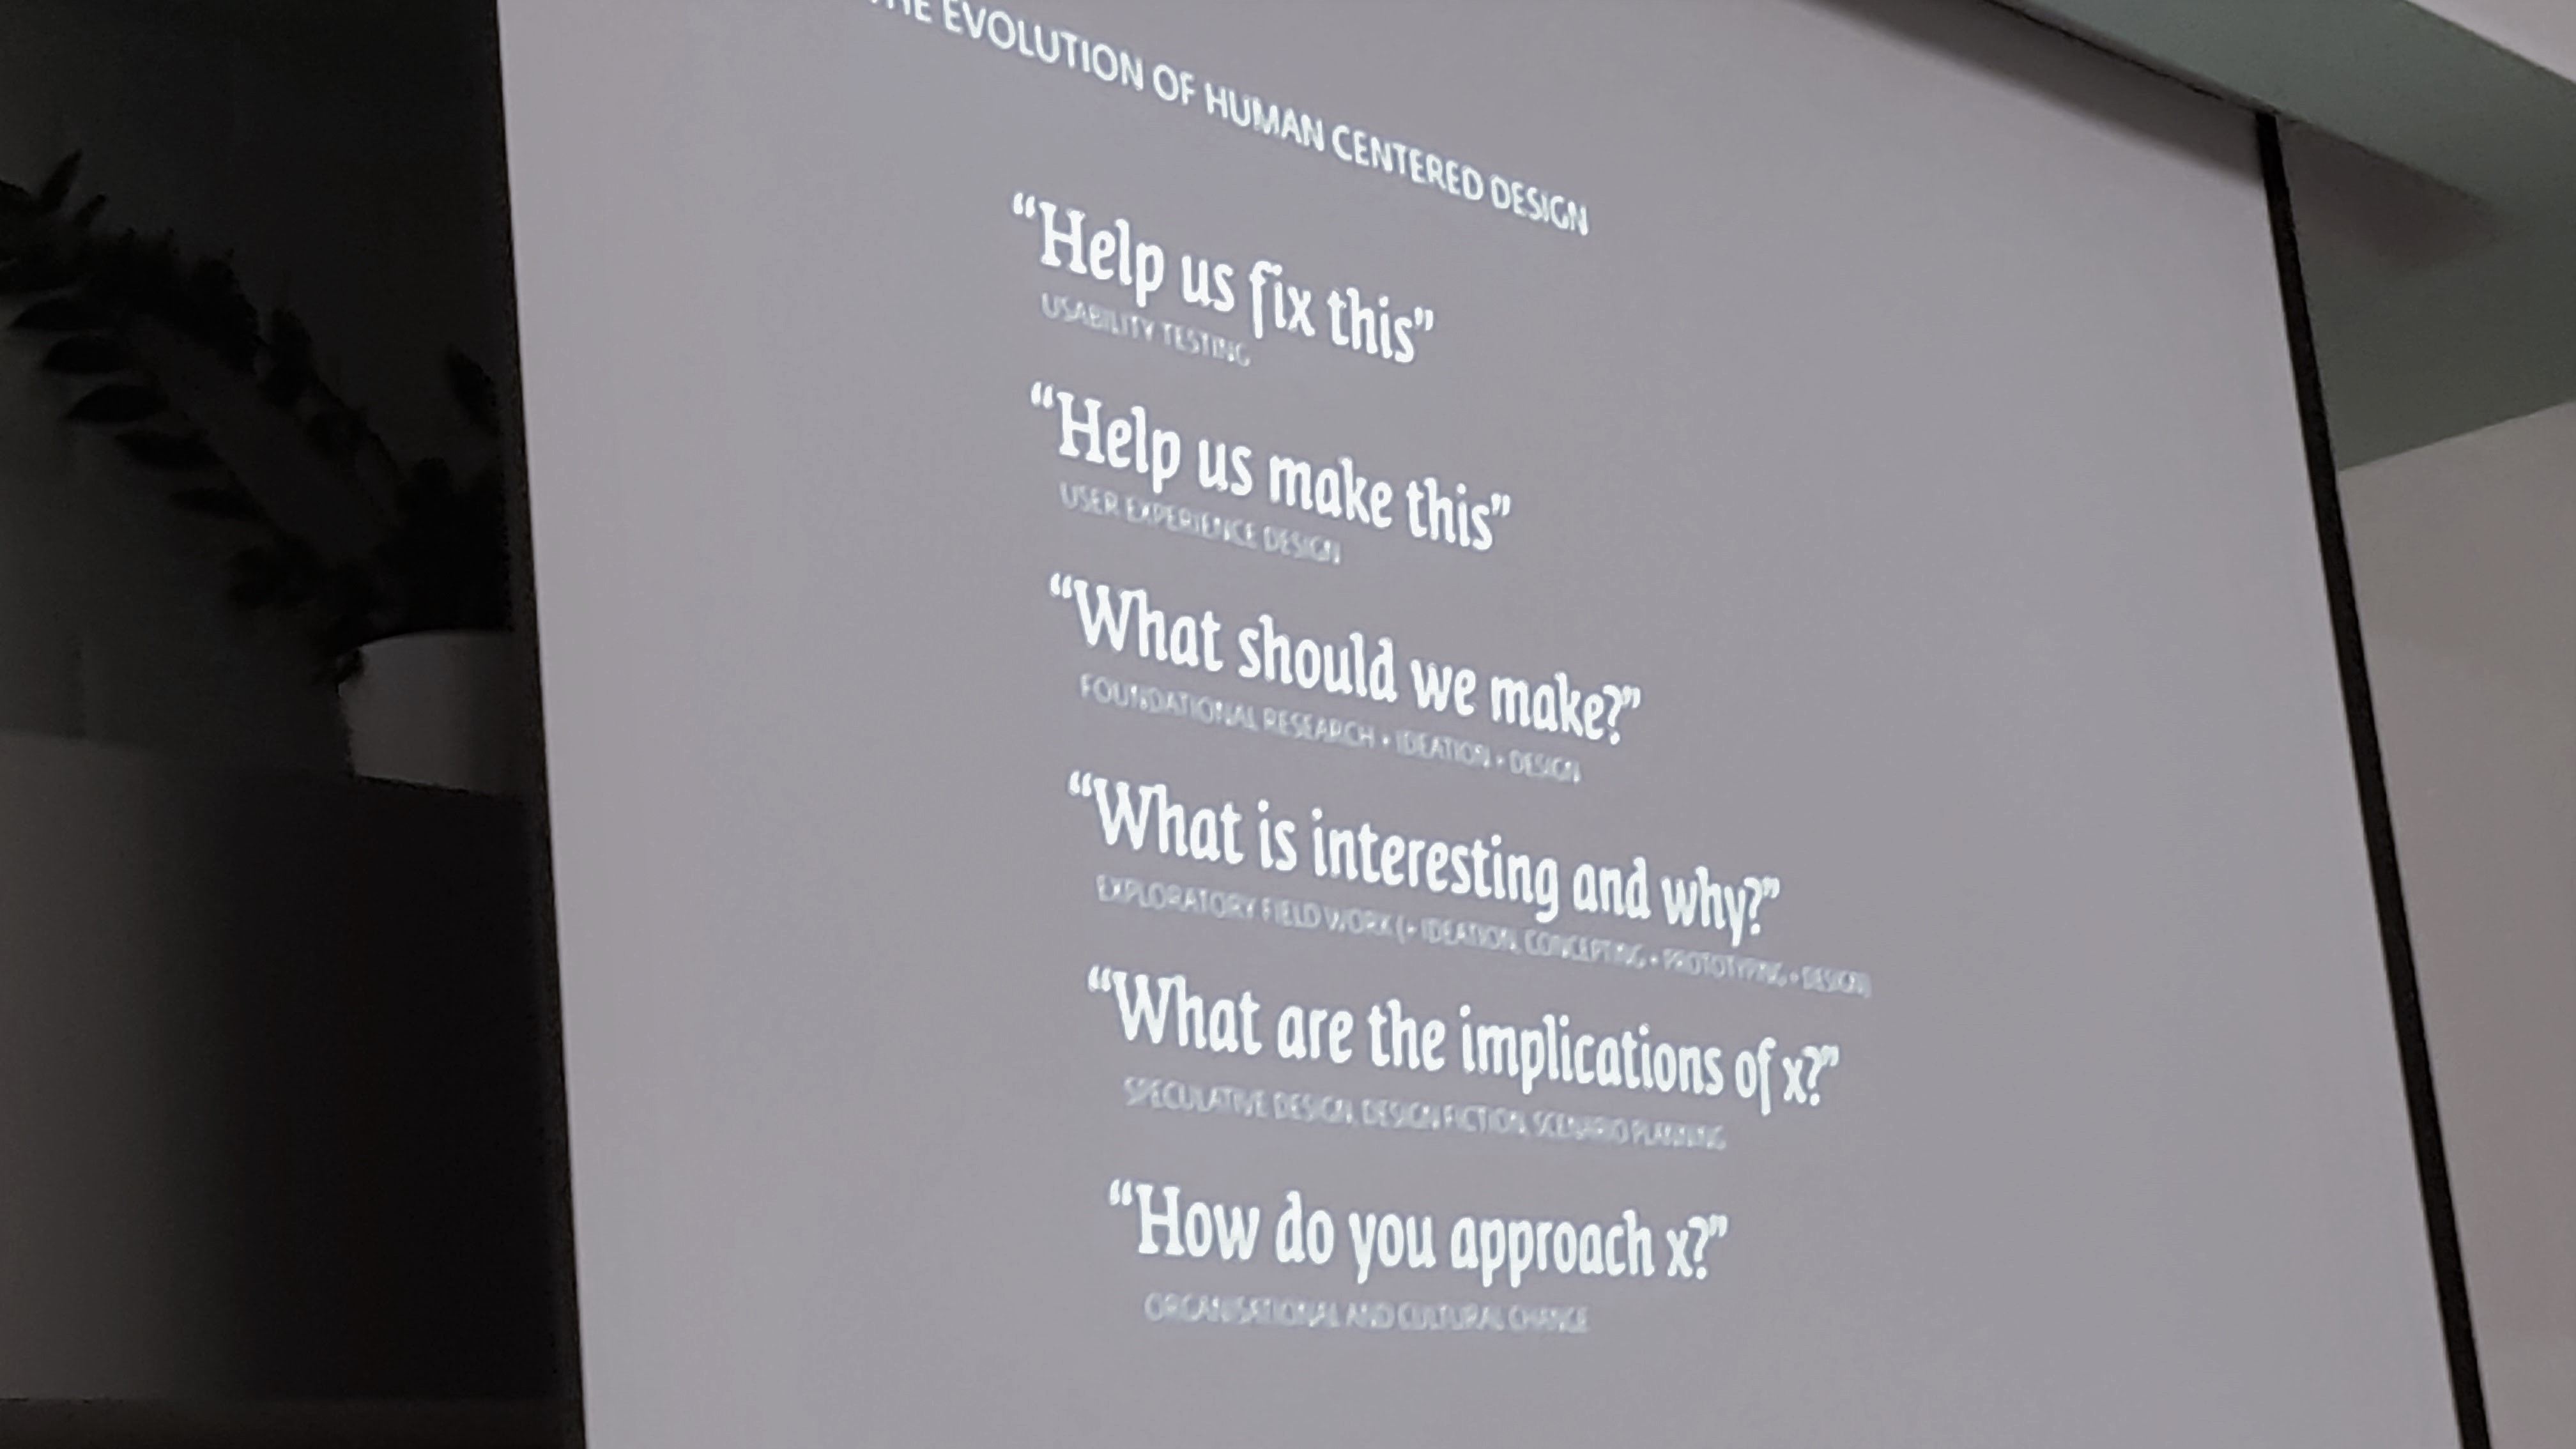 THE EVOLUTION OF HUMAN CENTERED DESIGN
“Help us fix this”
USABILITY TESTING
“Help us make this”
USER EXPERIENCE DESIGN
“What should we make?”
FOUNDATIONAL RESEARCH + IDEATION + DESIGN
“What is interesting and why?”
EXPLORATORY FIELD WORK (+ IDEATION, CONCEPTING + PROTOTYPING + DESIGN)
“What are the implications of x?”
SPECULATIVE DESIGN, DESIGN FICTION, SCENARIO PLANNING
“How do you approach x?”
ORGANISATIONAL AND CULTURAL CHANGE